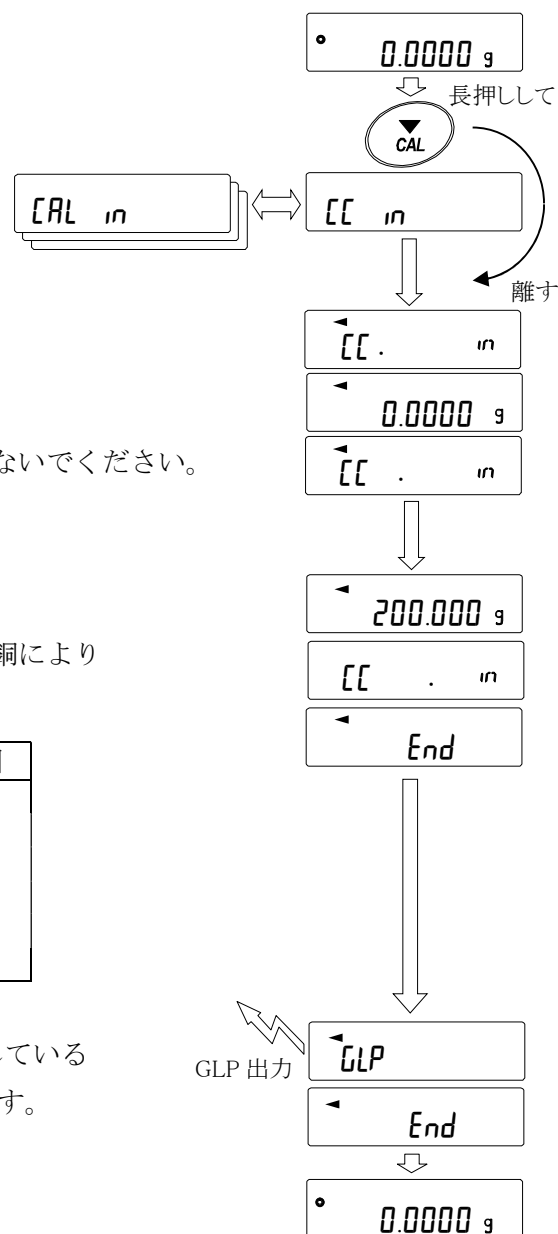 0.0000 g
長押しして
CAL
CAL in
CC in
離す
CC. in
0.0000 g
ないでください。
CC . in
200.000 g
銅により
CC . in
End
ている
GLP 出力
GLP
す。
End
0.0000 g